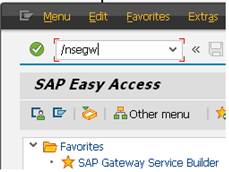 Menu Edit Favorites Extras
/nsegw
SAP Easy Access
Other menu
Favorites
SAP Gateway Service Builder